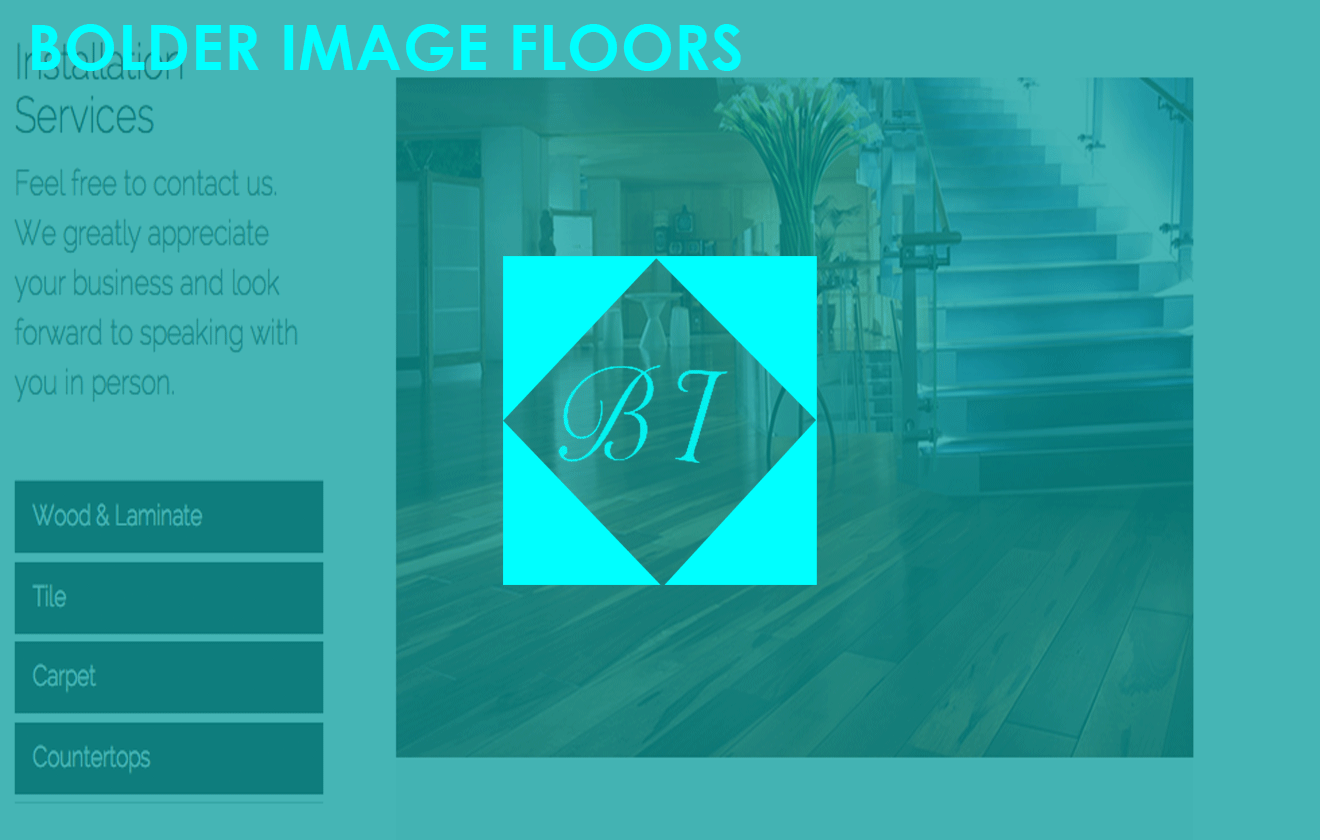 BOLDER IMAGE FLOORS
Installation
Services
Feel free to contact us.
We greatly appreciate
your business and look
forward to speaking with
you in person.
B I
Wood & Laminate
Tile
Carpet
Countertops